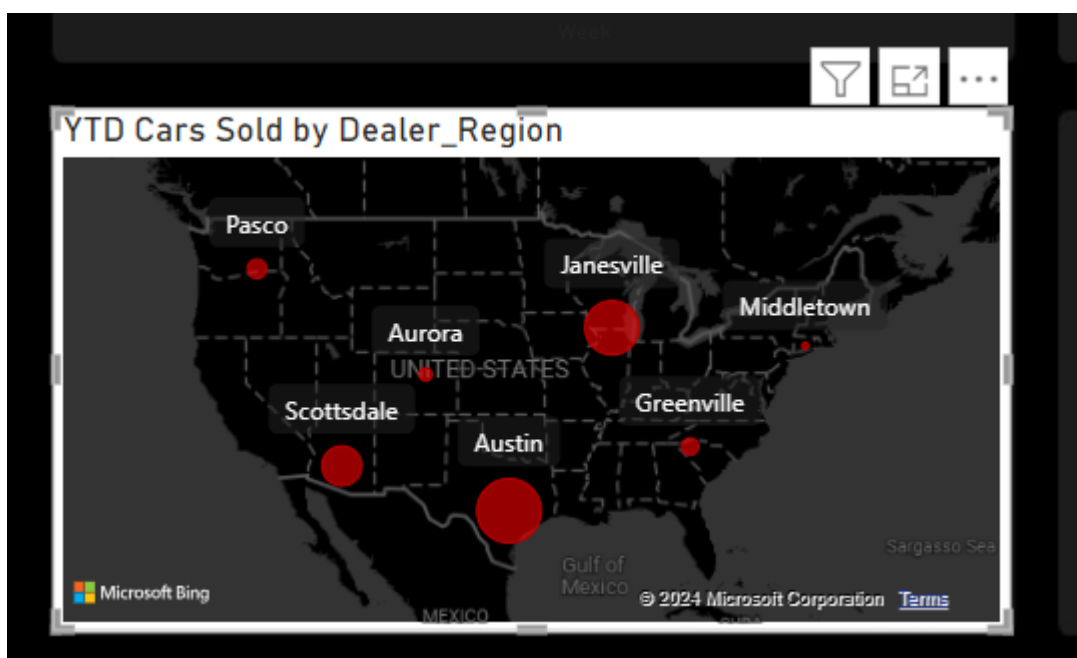 Week
YTD Cars Sold by Dealer_Region
Pasco
Janesville
Middletown
Aurora
UNITED STATES
Scottsdale
Greenville
Austin
Sargasso Sea
Gulf of
Mexico
Microsoft Bing
© 2024 Microsoft Corporation Terms
MEXICO
CUBA